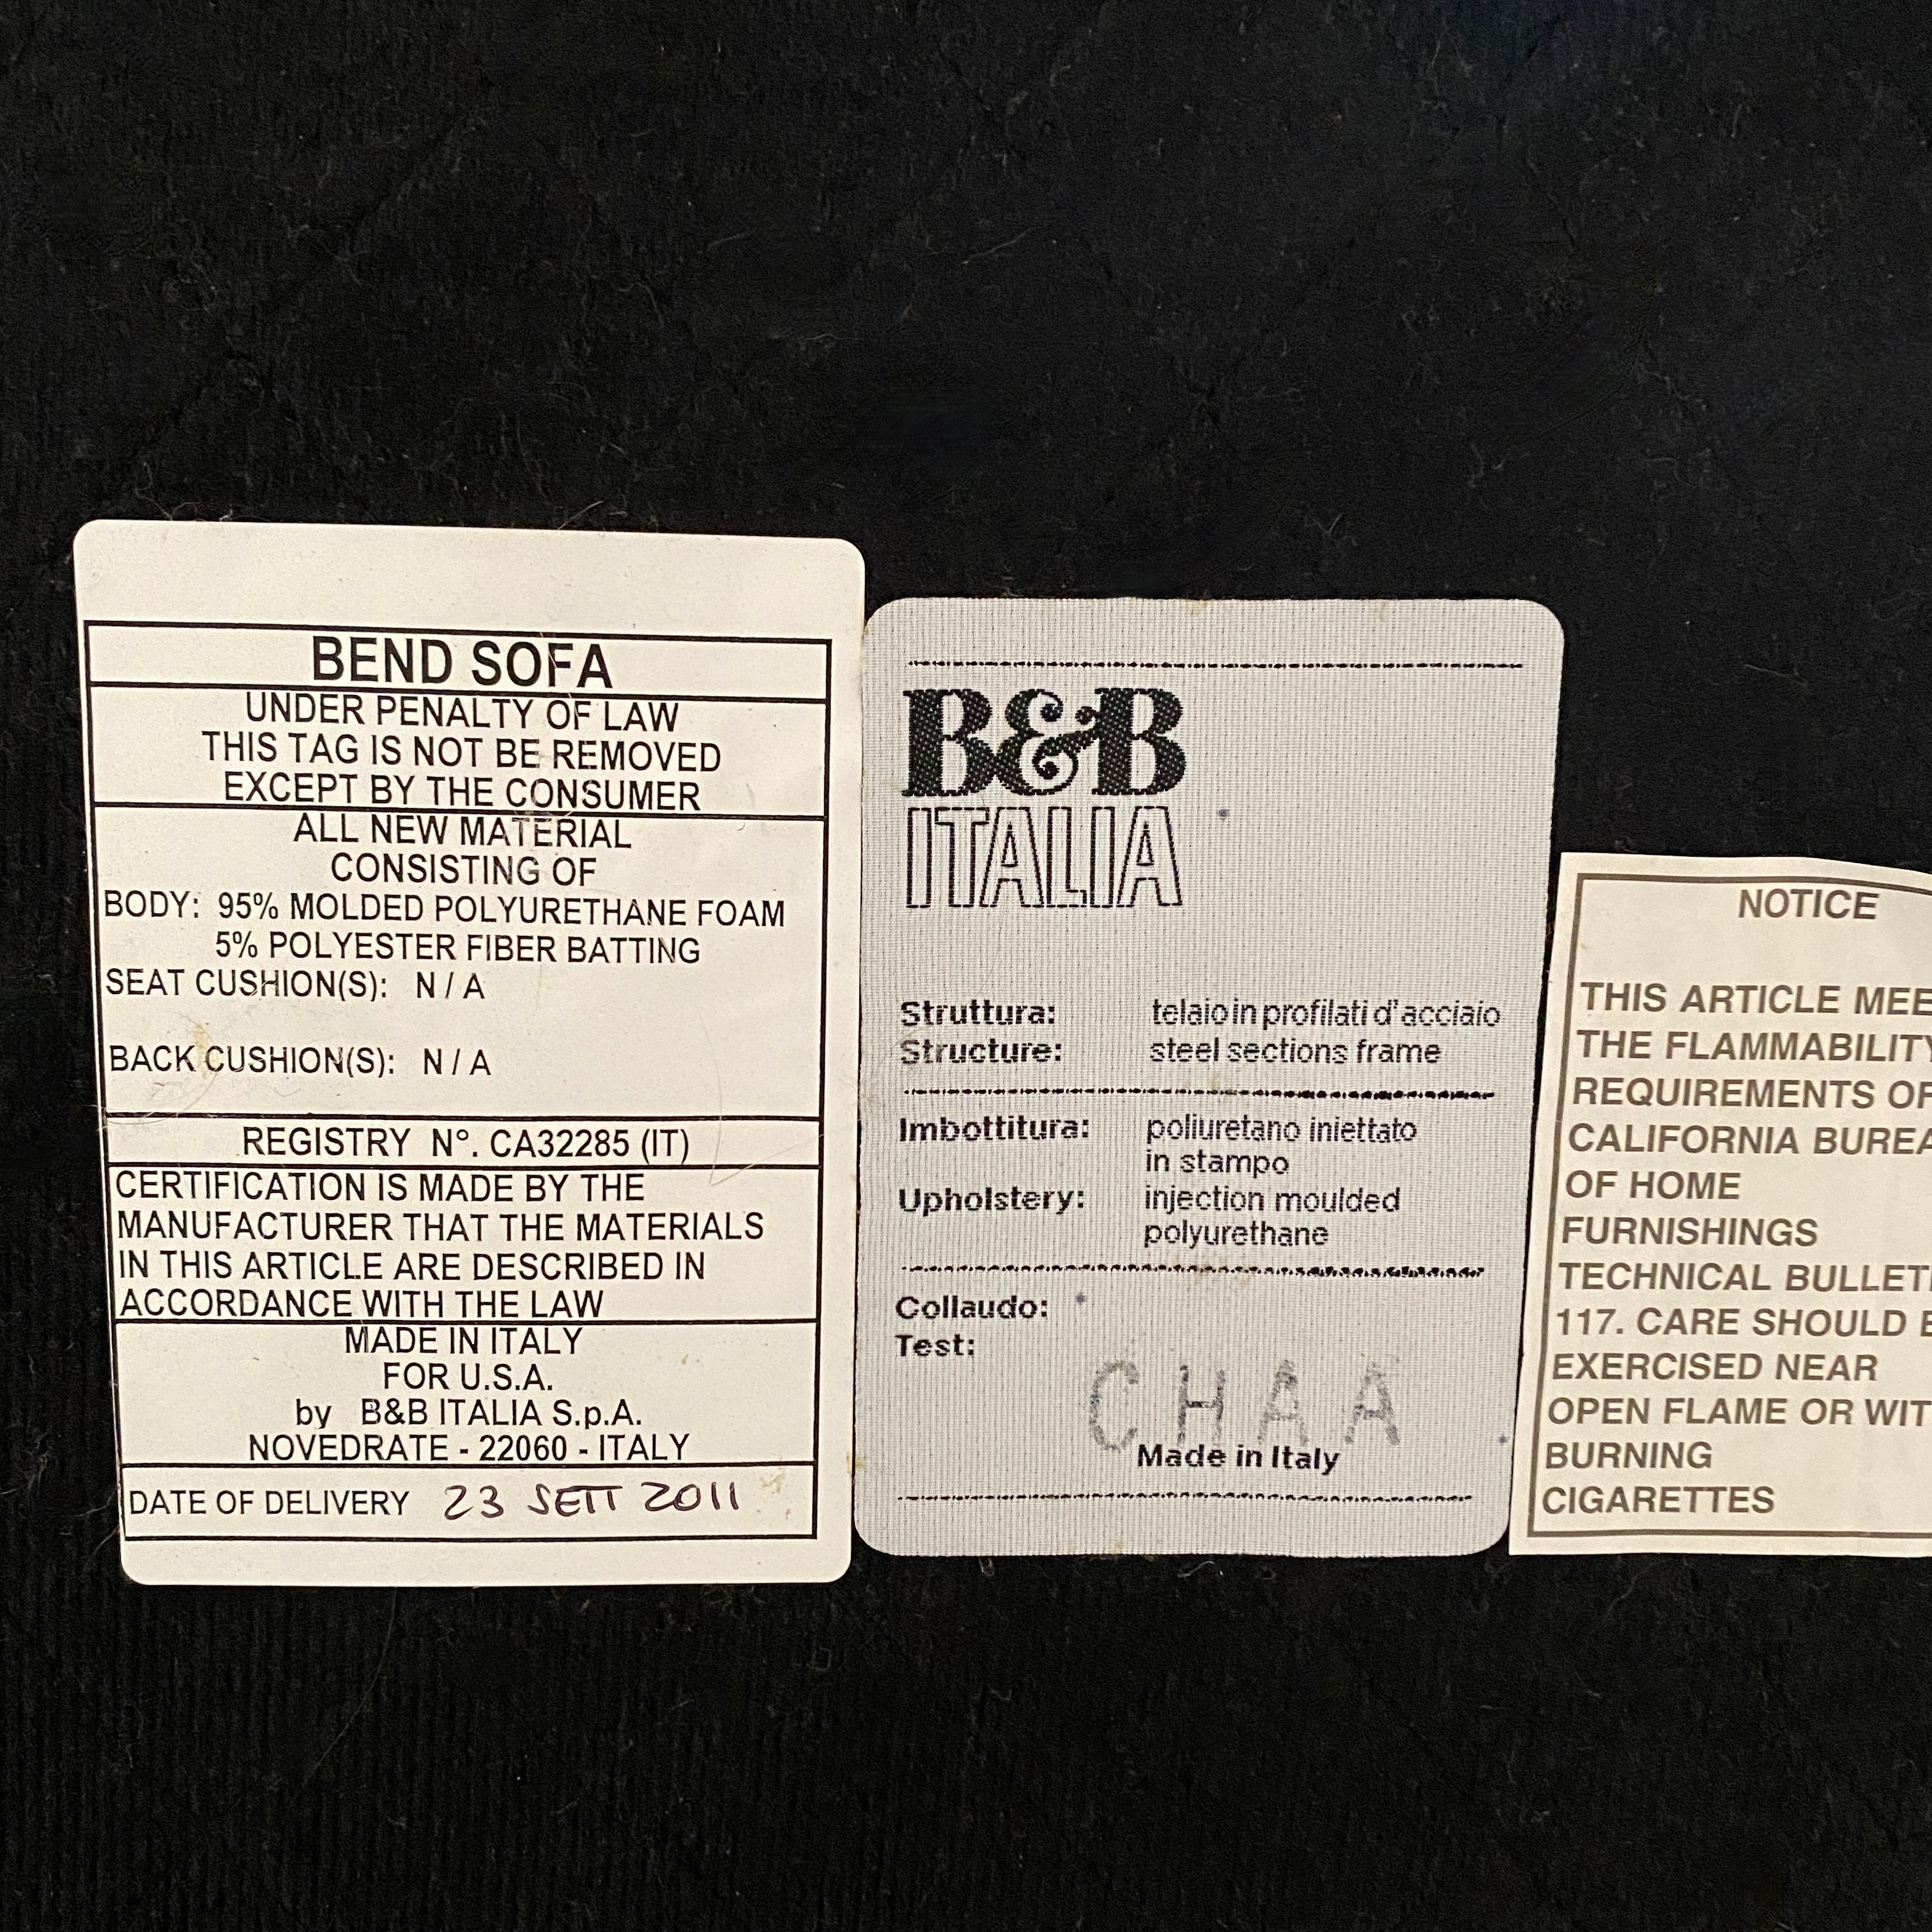 BEND SOFA
UNDER PENALTY OF LAW
THIS TAG IS NOT BE REMOVED
EXCEPT BY THE CONSUMER
ALL NEW MATERIAL
CONSISTING OF
BODY: 95% MOLDED POLYURETHANE FOAM
5% POLYESTER FIBER BATTING
SEAT CUSHION(S): N / A
BACK CUSHION(S): N / A
REGISTRY N°. CA32285 (IT)
CERTIFICATION IS MADE BY THE
MANUFACTURER THAT THE MATERIALS
IN THIS ARTICLE ARE DESCRIBED IN
ACCORDANCE WITH THE LAW
MADE IN ITALY
FOR U.S.A.
by B&B ITALIA S.p.A.
NOVEDRATE - 22060 - ITALY
DATE OF DELIVERY 23 SETT 2011
B&B
ITALIA
Struttura: telaio in profilati d'acciaio
Structure: steel sections frame
Imbottitura: poliuretano iniettato
in stampo
Upholstery: injection moulded
polyurethane
Collaudo:
Test:
CHAA
Made in Italy
NOTICE
THIS ARTICLE MEE
THE FLAMMABILITY
REQUIREMENTS OF
CALIFORNIA BUREA
OF HOME
FURNISHINGS
TECHNICAL BULLET
117. CARE SHOULD
EXERCISED NEAR
OPEN FLAME OR WIT
BURNING
CIGARETTES